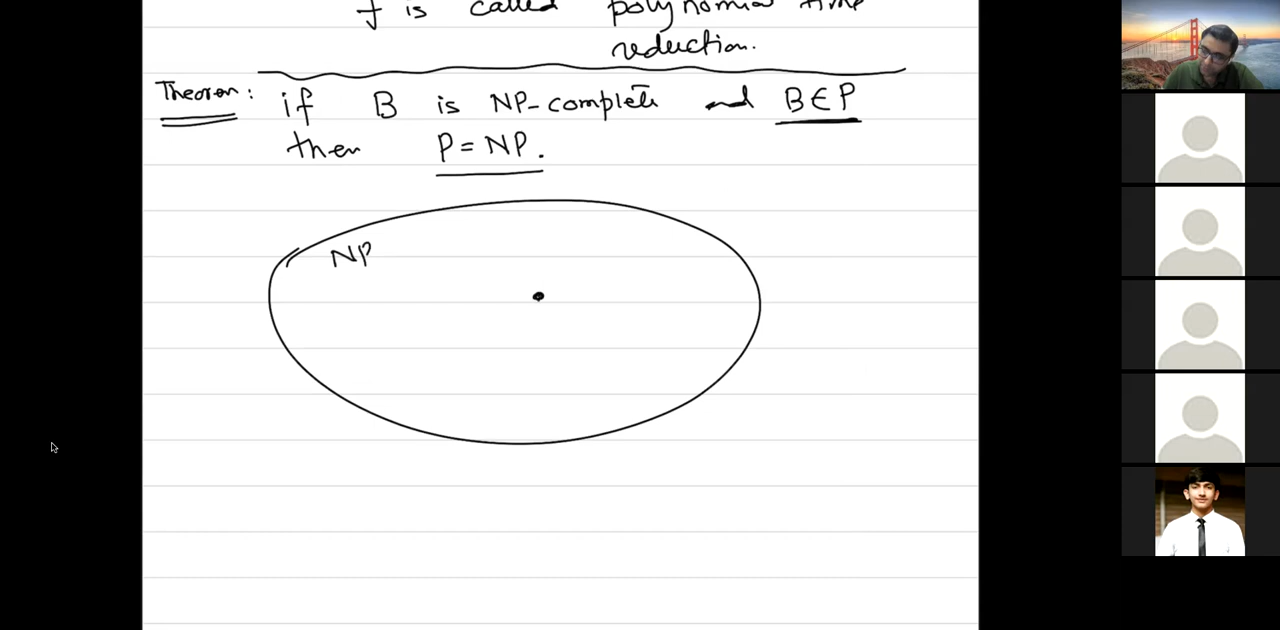 f is called polynomial time
reduction.
Theorem: if B is NP-complete and B∈P
then P = NP.
NP